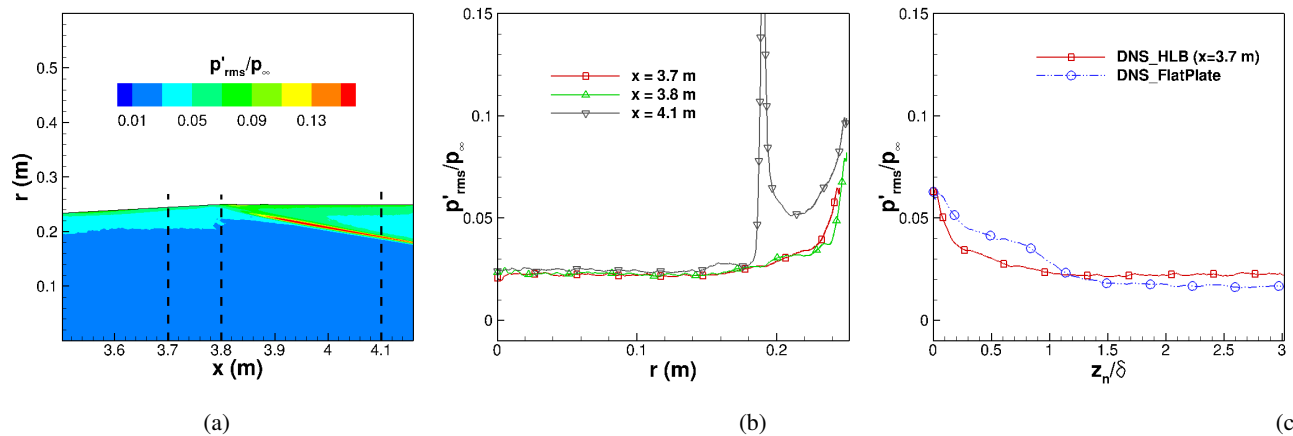 r (m)
0.5
0.4
0.3
0.2
0.1
p'rms/p∞
0.01 0.05 0.09 0.13
3.6 3.7 3.8 3.9 4 4.1
x (m)
(a)
p'rms/p∞
0.15
0.1
0.05
0
x = 3.7 m
x = 3.8 m
x = 4.1 m
0 0.1 0.2
r (m)
(b)
p'rms/p∞
0.15
0.1
0.05
0
DNS_HLB (x=3.7 m)
DNS_FlatPlate
0 0.5 1 1.5 2 2.5 3
zn/δ
(c